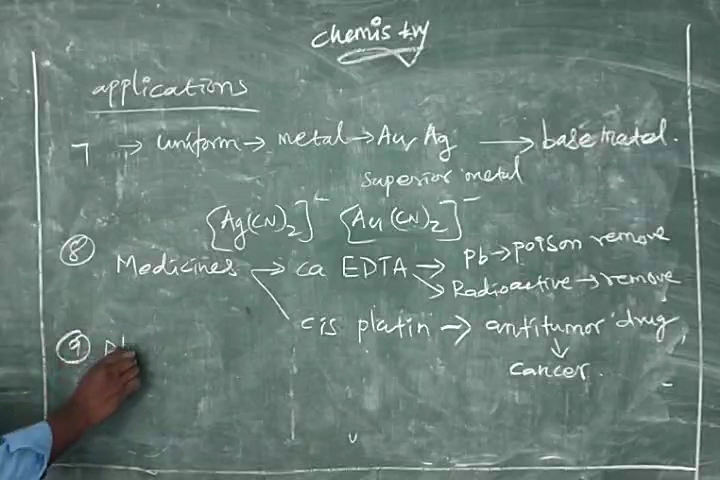 chemistry
applications
7 → uniform → metal → Au, Ag → base metal.
superior metal
[Ag(CN)2]⁻ [Au(CN)2]⁻
⑧ Medicines → ca EDTA → Pb → poison remove
→ Radioactive → remove
cis platin → antitumor drug
↓
cancer.
⑨